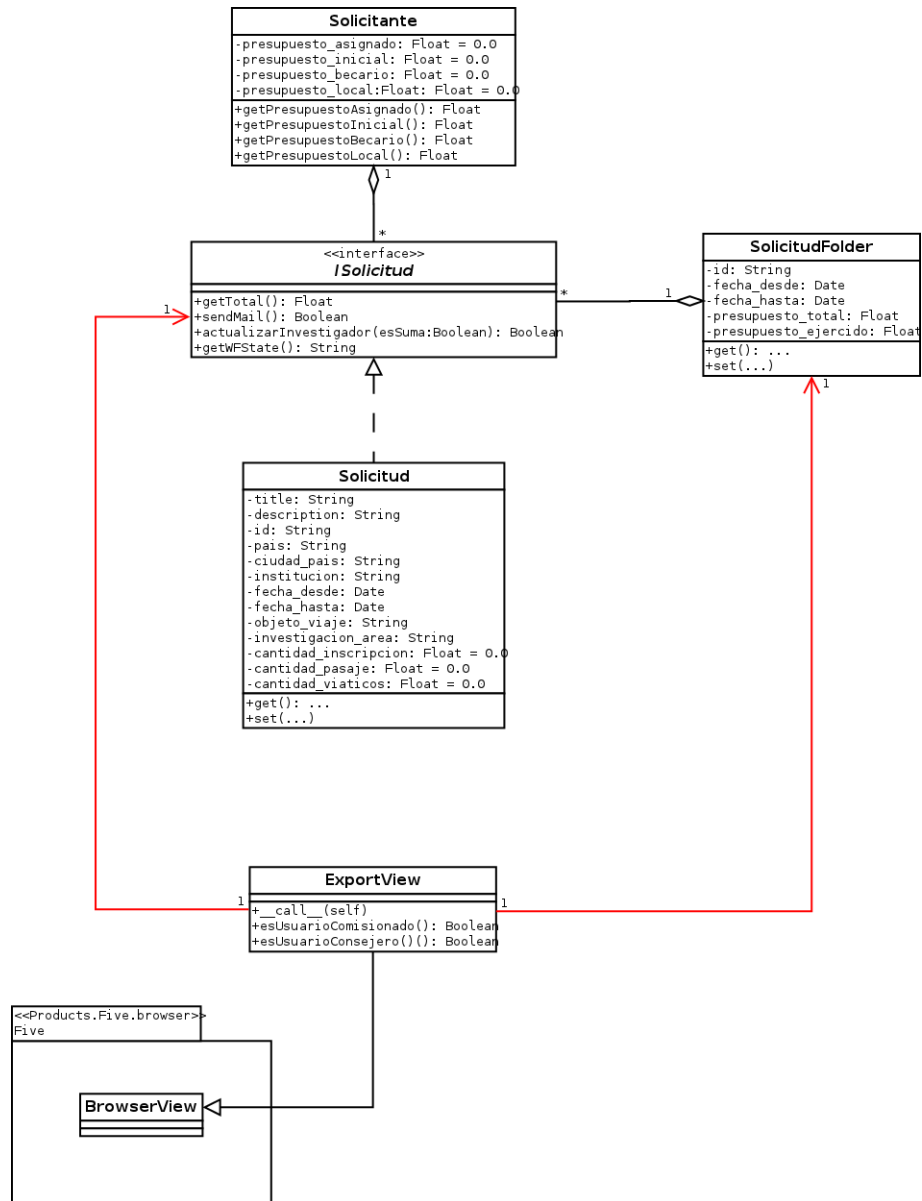 Solicitante
-presupuesto_asignado: Float = 0.0
-presupuesto_inicial: Float = 0.0
-presupuesto_becario: Float = 0.0
-presupuesto_local:Float: Float = 0.0
+getPresupuestoAsignado(): Float
+getPresupuestoInicial(): Float
+getPresupuestoBecario(): Float
+getPresupuestoLocal(): Float
1
*
<<interface>>
ISolicitud
+getTotal(): Float
+sendMail(): Boolean
+actualizarInvestigador(esSuma:Boolean): Boolean
+getWFState(): String
1
*
1
SolicitudFolder
-id: String
-fecha_desde: Date
-fecha_hasta: Date
-presupuesto_total: Float
-presupuesto_ejercido: Float
+get(): ...
+set(...)
1
Solicitud
-title: String
-description: String
-id: String
-pais: String
-ciudad_pais: String
-institucion: String
-fecha_desde: Date
-fecha_hasta: Date
-objeto_viaje: String
-investigacion_area: String
-cantidad_inscripcion: Float = 0.0
-cantidad_pasaje: Float = 0.0
-cantidad_viaticos: Float = 0.0
+get(): ...
+set(...)
ExportView
1
1
+__call__(self)
+esUsuarioComisionado(): Boolean
+esUsuarioConsejero()(): Boolean
<<Products.Five.browser>>
Five
BrowserView